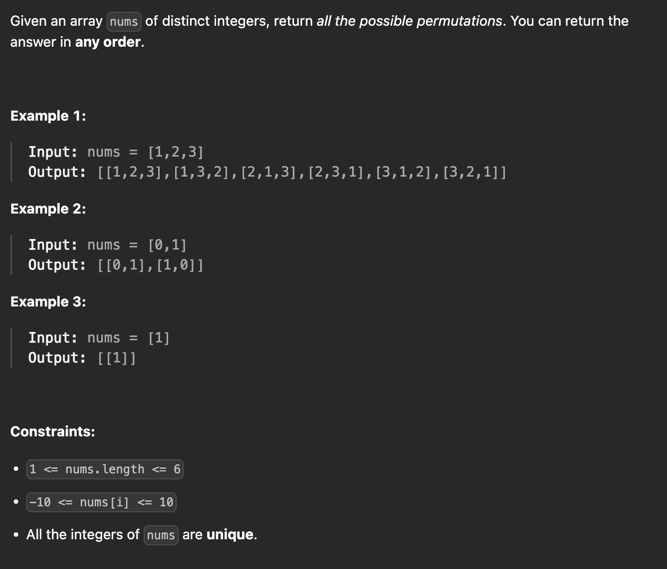 Given an array nums of distinct integers, return all the possible permutations. You can return the
answer in any order.
Example 1:
Input: nums = [1,2,3]
Output: [[1,2,3],[1,3,2],[2,1,3],[2,3,1],[3,1,2],[3,2,1]]
Example 2:
Input: nums = [0,1]
Output: [[0,1],[1,0]]
Example 3:
Input: nums = [1]
Output: [[1]]
Constraints:
• 1 <= nums.length <= 6
• -10 <= nums[i] <= 10
• All the integers of nums are unique.